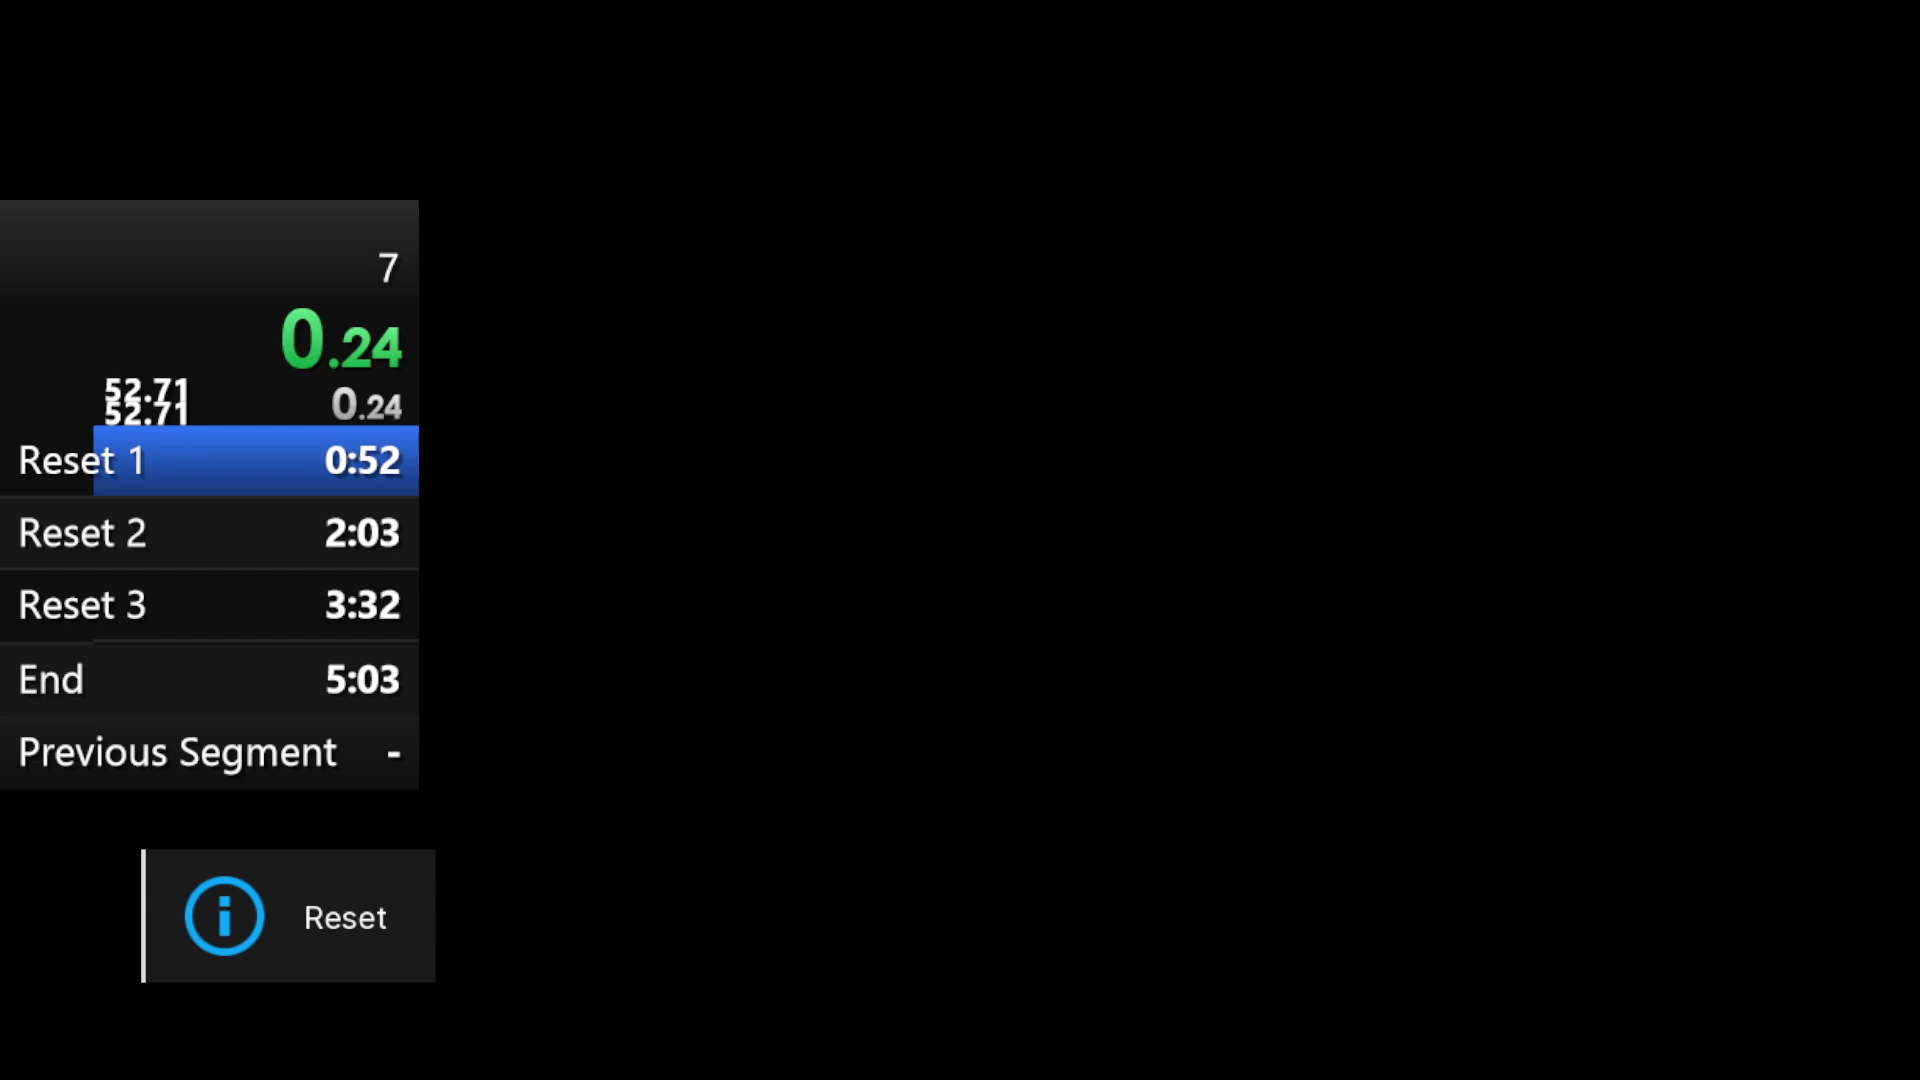 7
0.24
52.71
52.71 0.24
Reset 1 0:52
Reset 2 2:03
Reset 3 3:32
End 5:03
Previous Segment -
Reset